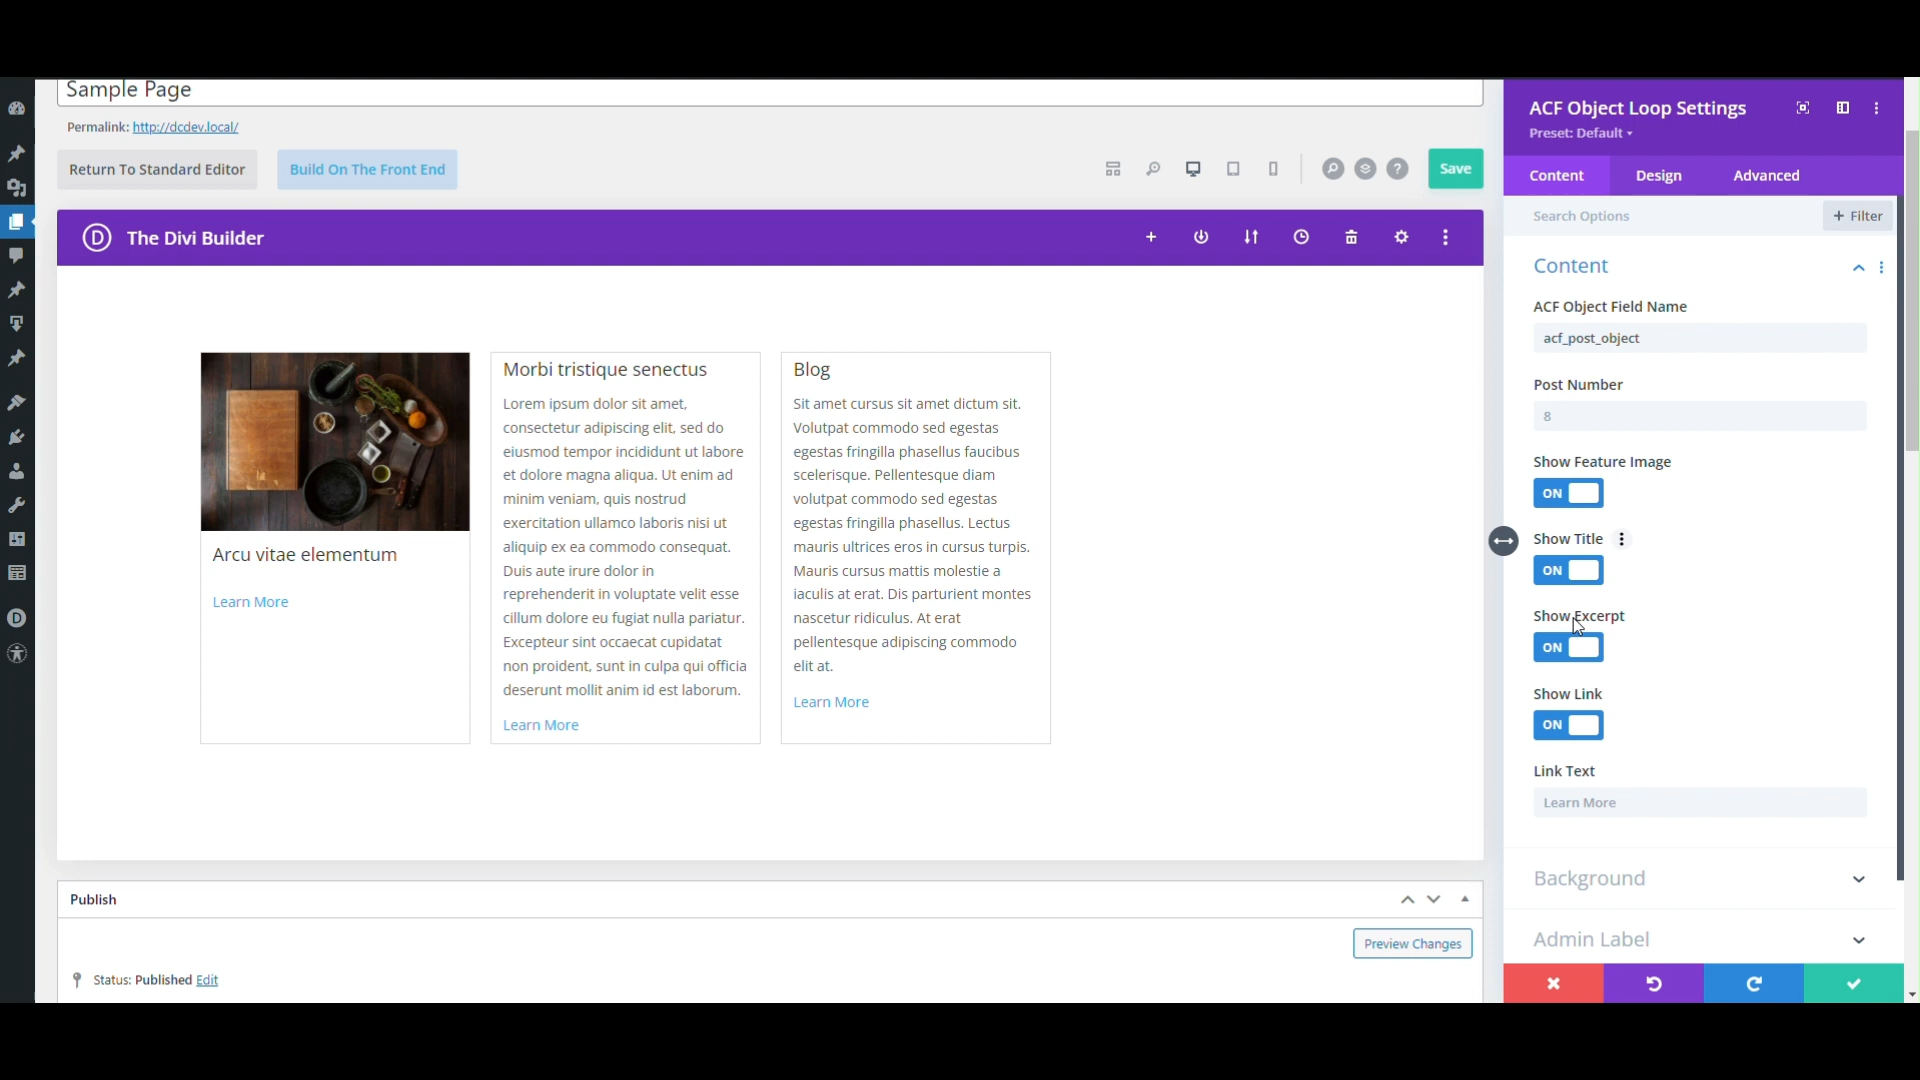 Sample Page
Permalink: http://dcdev.local/
Return To Standard Editor
Build On The Front End
Save
The Divi Builder
Arcu vitae elementum
Learn More
Morbi tristique senectus
Lorem ipsum dolor sit amet,
consectetur adipiscing elit, sed do
eiusmod tempor incididunt ut labore
et dolore magna aliqua. Ut enim ad
minim veniam, quis nostrud
exercitation ullamco laboris nisi ut
aliquip ex ea commodo consequat.
Duis aute irure dolor in
reprehenderit in voluptate velit esse
cillum dolore eu fugiat nulla pariatur.
Excepteur sint occaecat cupidatat
non proident, sunt in culpa qui officia
deserunt mollit anim id est laborum.
Learn More
Blog
Sit amet cursus sit amet dictum sit.
Volutpat commodo sed egestas
egestas fringilla phasellus faucibus
scelerisque. Pellentesque diam
volutpat commodo sed egestas
egestas fringilla phasellus. Lectus
mauris ultrices eros in cursus turpis.
Mauris cursus mattis molestie a
iaculis at erat. Dis parturient montes
nascetur ridiculus. At erat
pellentesque adipiscing commodo
elit at.
Learn More
Publish
Preview Changes
Status: Published Edit
ACF Object Loop Settings
Preset: Default
Content
Design
Advanced
Search Options
+ Filter
Content
ACF Object Field Name
acf_post_object
Post Number
8
Show Feature Image
ON
Show Title
ON
Show Excerpt
ON
Show Link
ON
Link Text
Learn More
Background
Admin Label